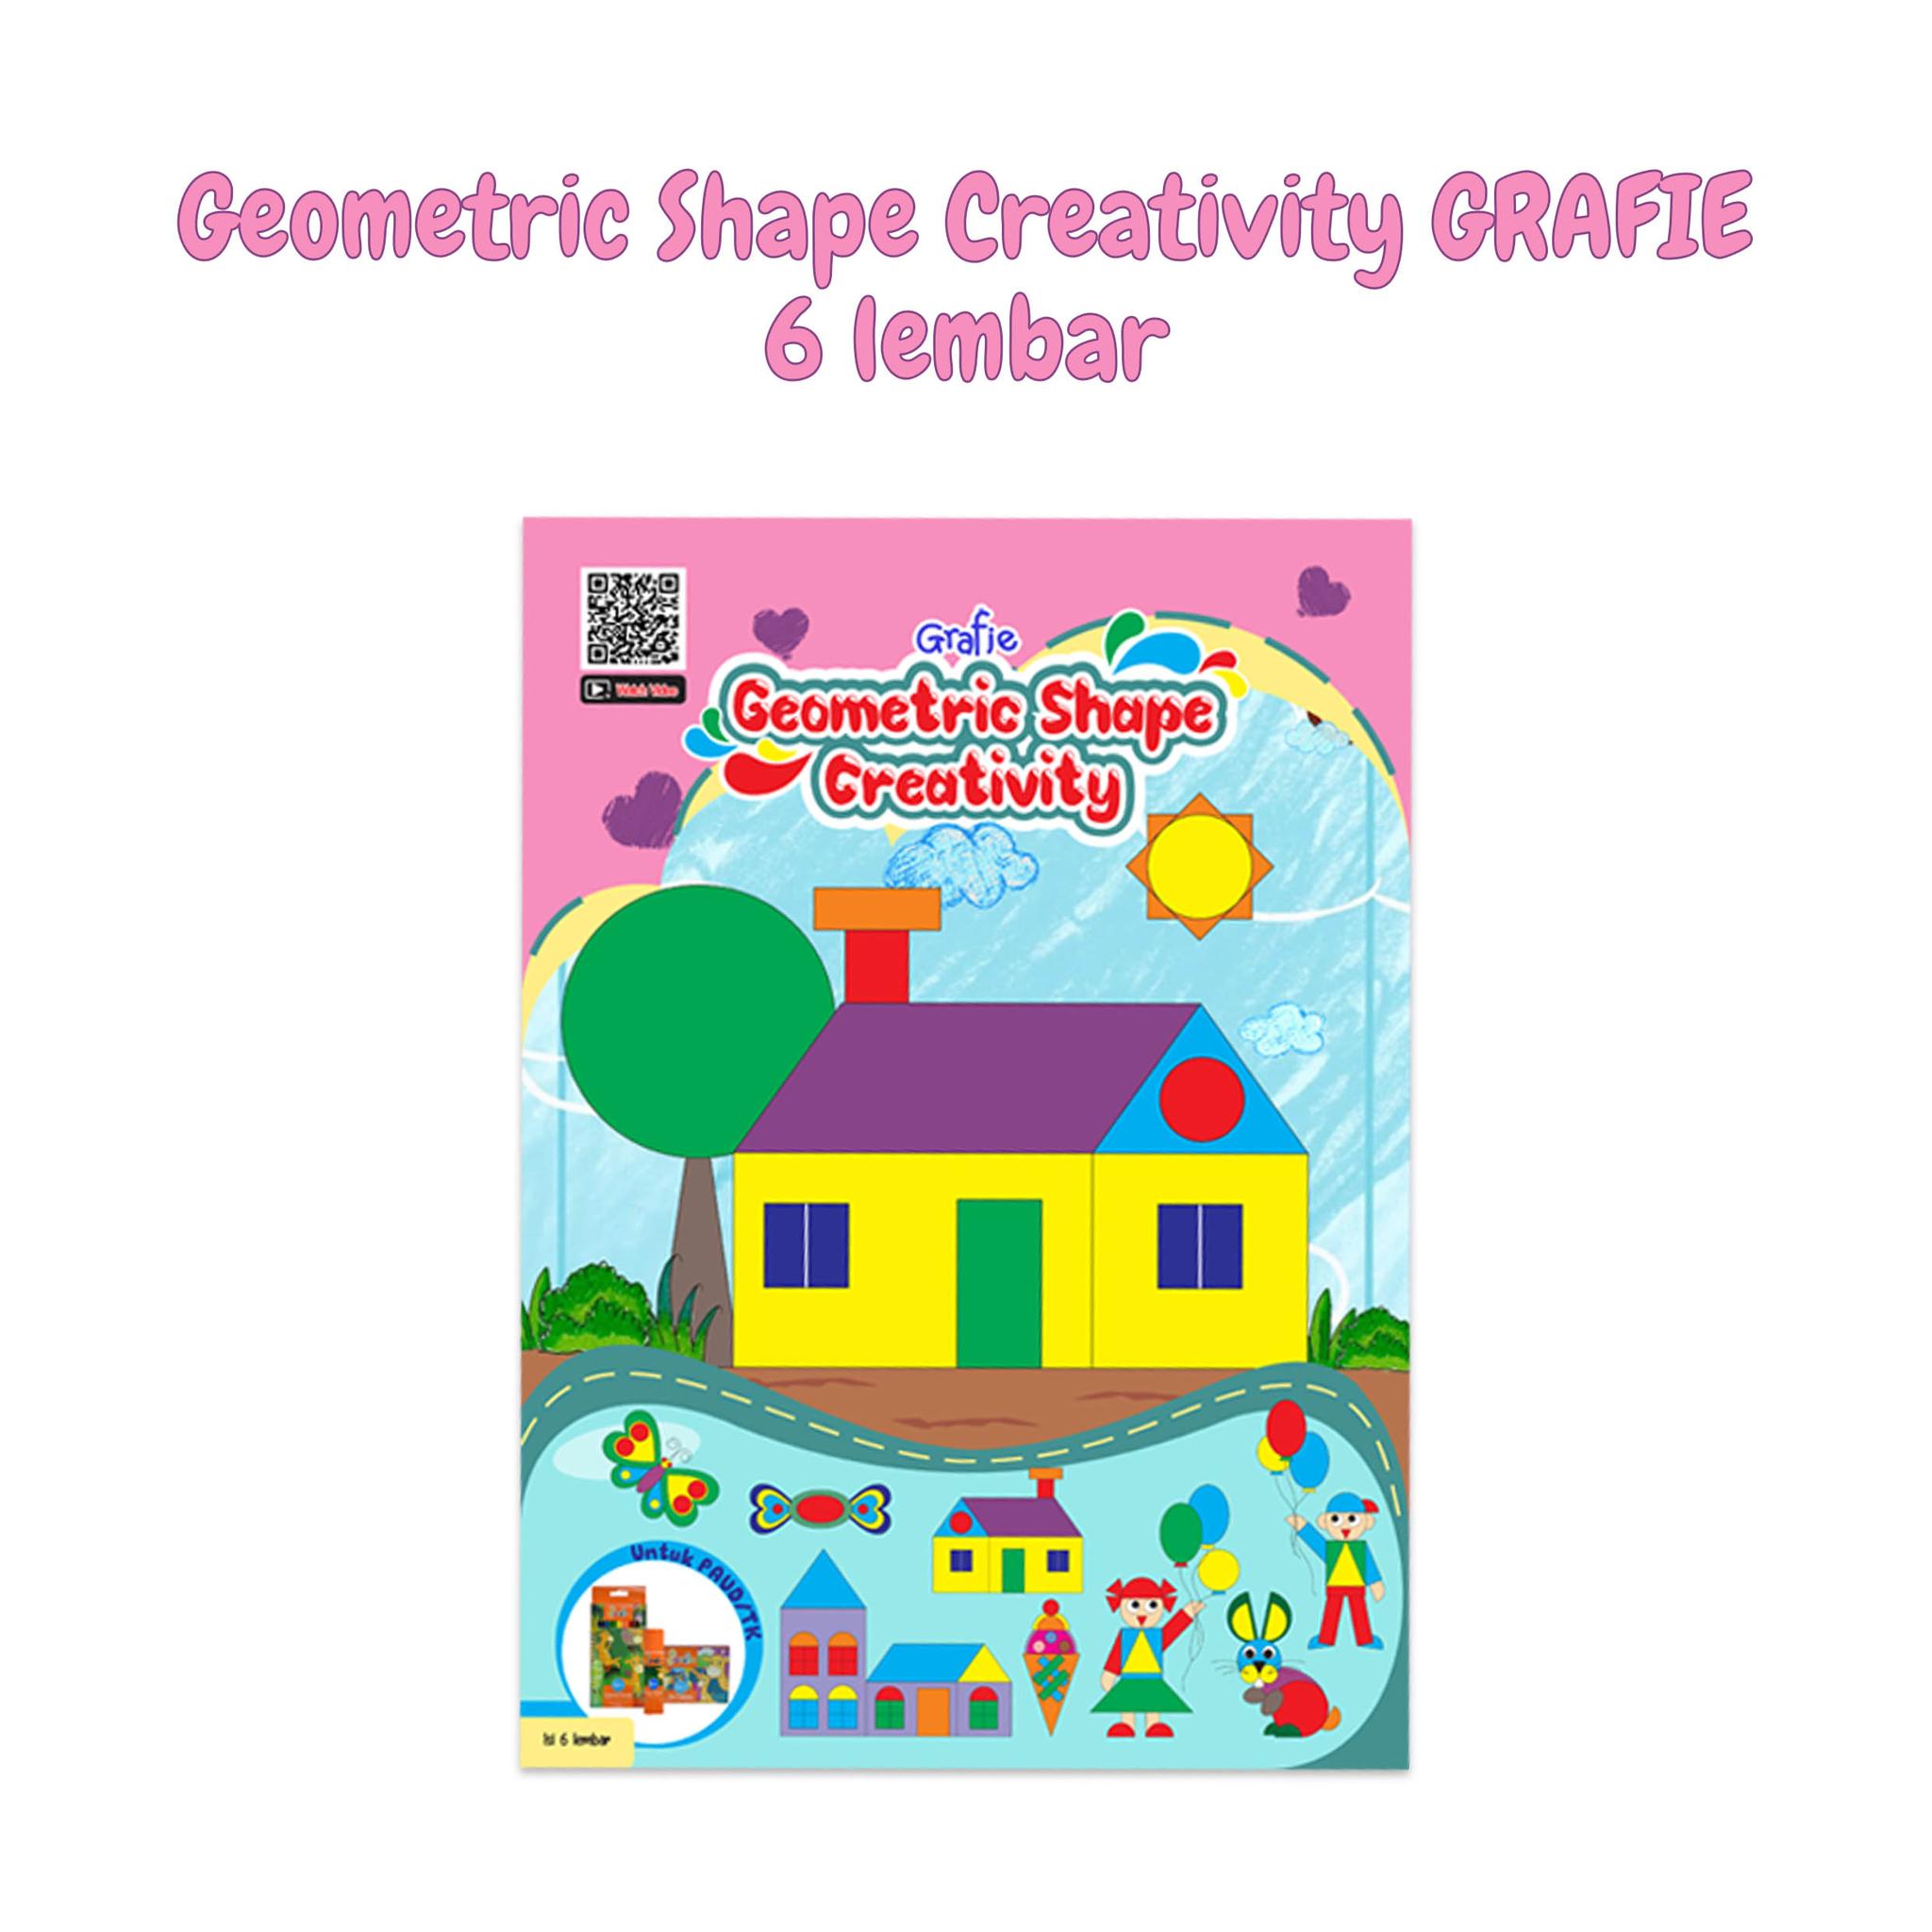 Geometric Shape Creativity GRAFIE
6 lembar
Watch Video
Grafie
Geometric Shape
Creativity
Untuk PAUD/TK
Isi 6 lembar